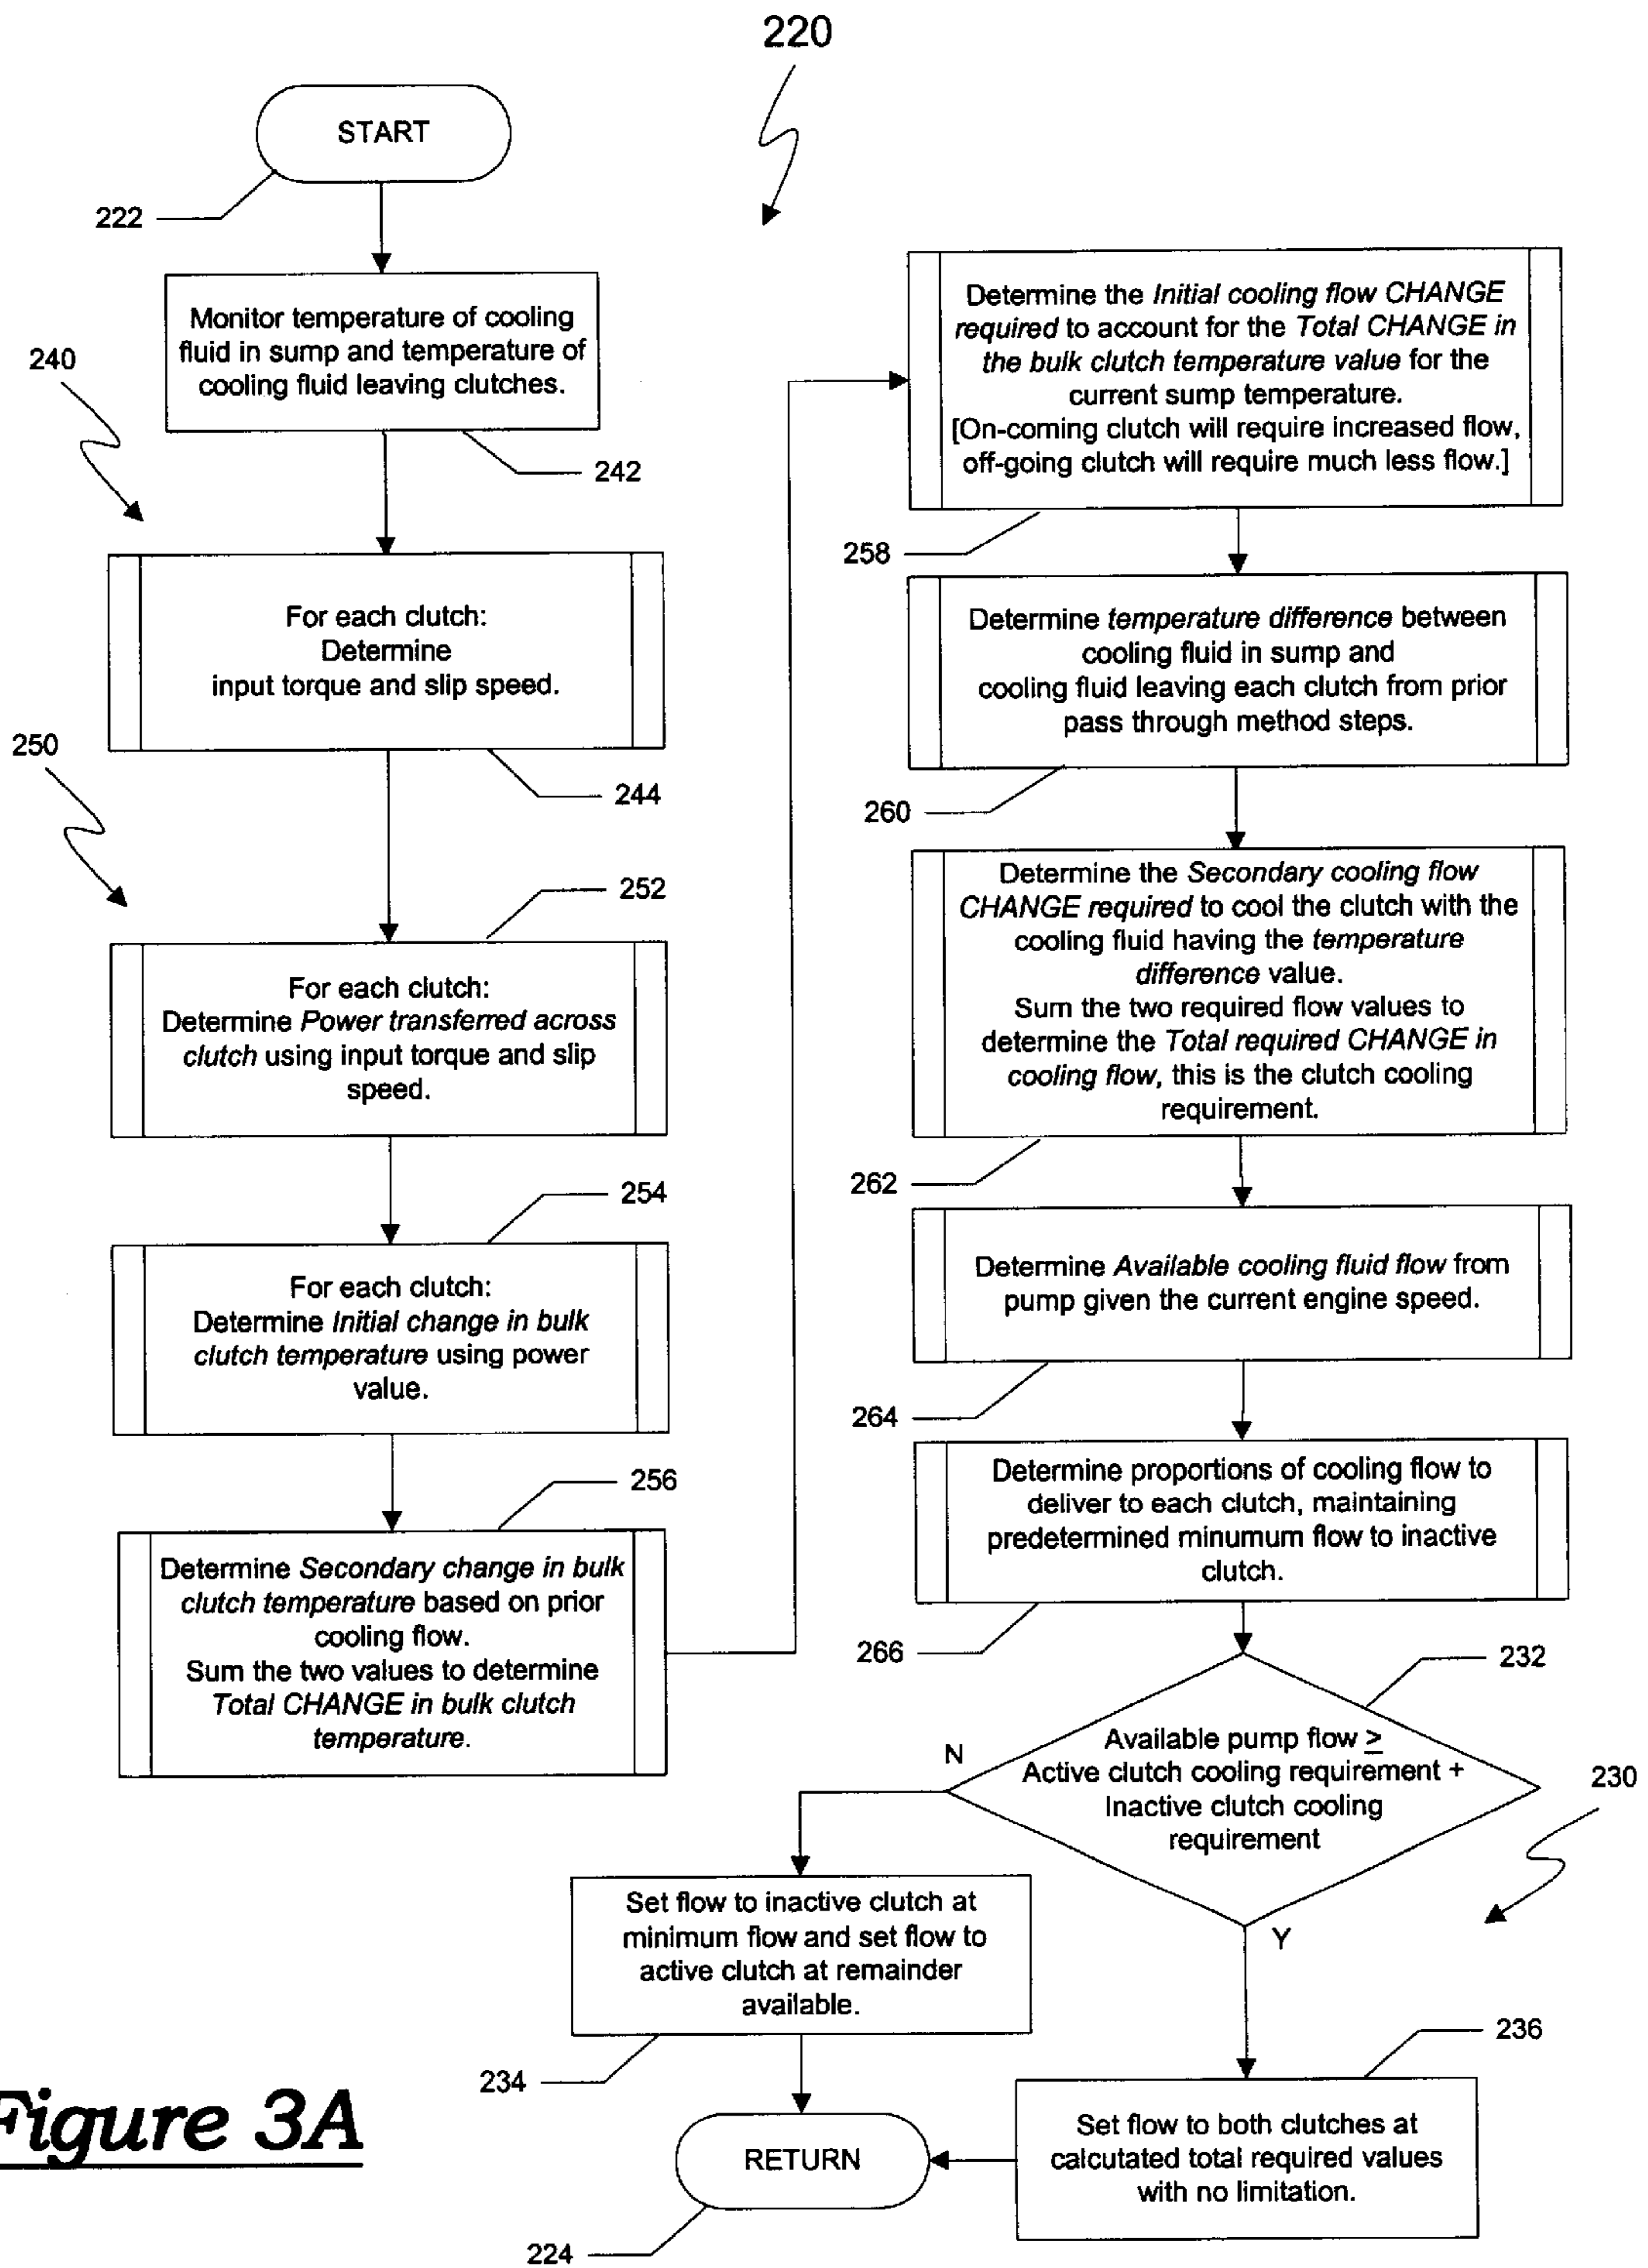 220
START
222
Monitor temperature of cooling
fluid in sump and temperature of
cooling fluid leaving clutches.
240
242
For each clutch:
Determine
input torque and slip speed.
250
244
252
For each clutch:
Determine Power transferred across
clutch using input torque and slip
speed.
254
For each clutch:
Determine Initial change in bulk
clutch temperature using power
value.
256
Determine Secondary change in bulk
clutch temperature based on prior
cooling flow.
Sum the two values to determine
Total CHANGE in bulk clutch
temperature.
Determine the Initial cooling flow CHANGE
required to account for the Total CHANGE in
the bulk clutch temperature value for the
current sump temperature.
[On-coming clutch will require increased flow,
off-going clutch will require much less flow.]
258
Determine temperature difference between
cooling fluid in sump and
cooling fluid leaving each clutch from prior
pass through method steps.
260
Determine the Secondary cooling flow
CHANGE required to cool the clutch with the
cooling fluid having the temperature
difference value.
Sum the two required flow values to
determine the Total required CHANGE in
cooling flow, this is the clutch cooling
requirement.
262
Determine Available cooling fluid flow from
pump given the current engine speed.
264
Determine proportions of cooling flow to
deliver to each clutch, maintaining
predetermined minumum flow to inactive
clutch.
266
232
Available pump flow ≥
Active clutch cooling requirement +
Inactive clutch cooling
requirement
N
Y
230
Set flow to inactive clutch at
minimum flow and set flow to
active clutch at remainder
available.
234
236
Set flow to both clutches at
calcutated total required values
with no limitation.
RETURN
224
Figure 3A